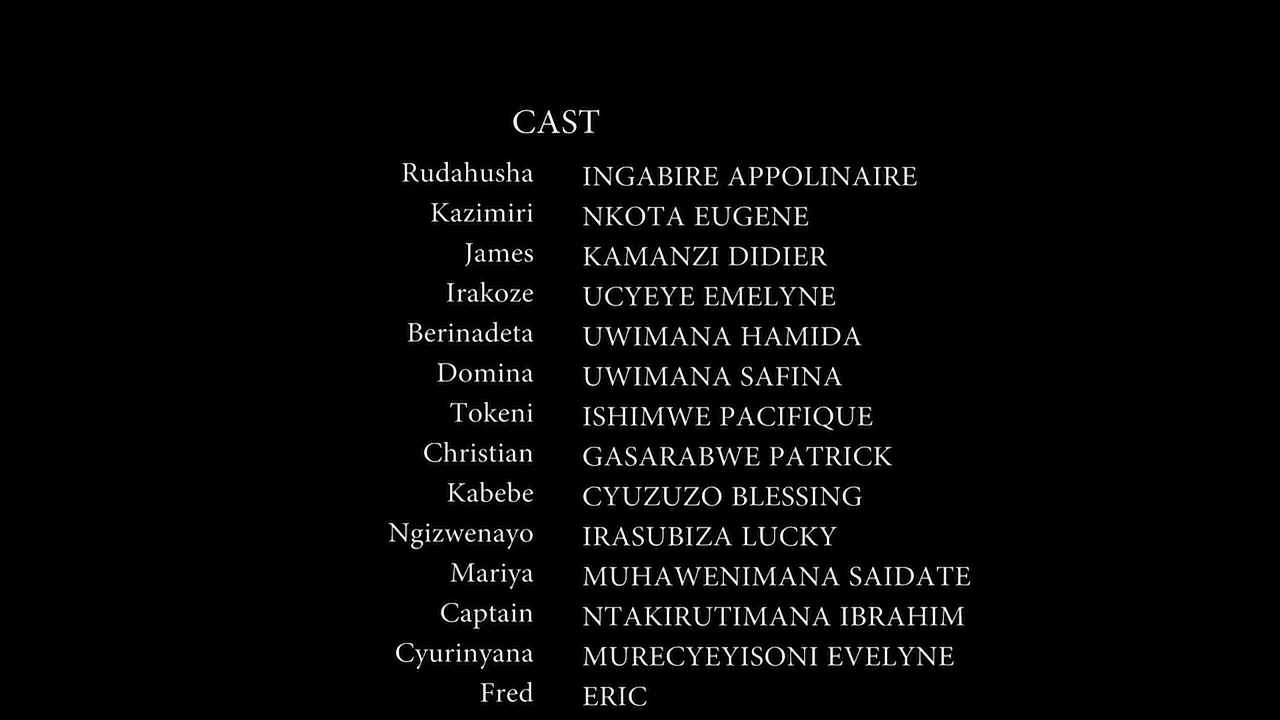 CAST
Rudahusha INGABIRE APPOLINAIRE
Kazimiri NKOTA EUGENE
James KAMANZI DIDIER
Irakoze UCYEYE EMELYNE
Berinadeta UWIMANA HAMIDA
Domina UWIMANA SAFINA
Tokeni ISHIMWE PACIFIQUE
Christian GASARABWE PATRICK
Kabebe CYUZUZO BLESSING
Ngizwenayo IRASUBIZA LUCKY
Mariya MUHAWENIMANA SAIDATE
Captain NTAKIRUTIMANA IBRAHIM
Cyurinyana MURECYEYISONI EVELYNE
Fred ERIC